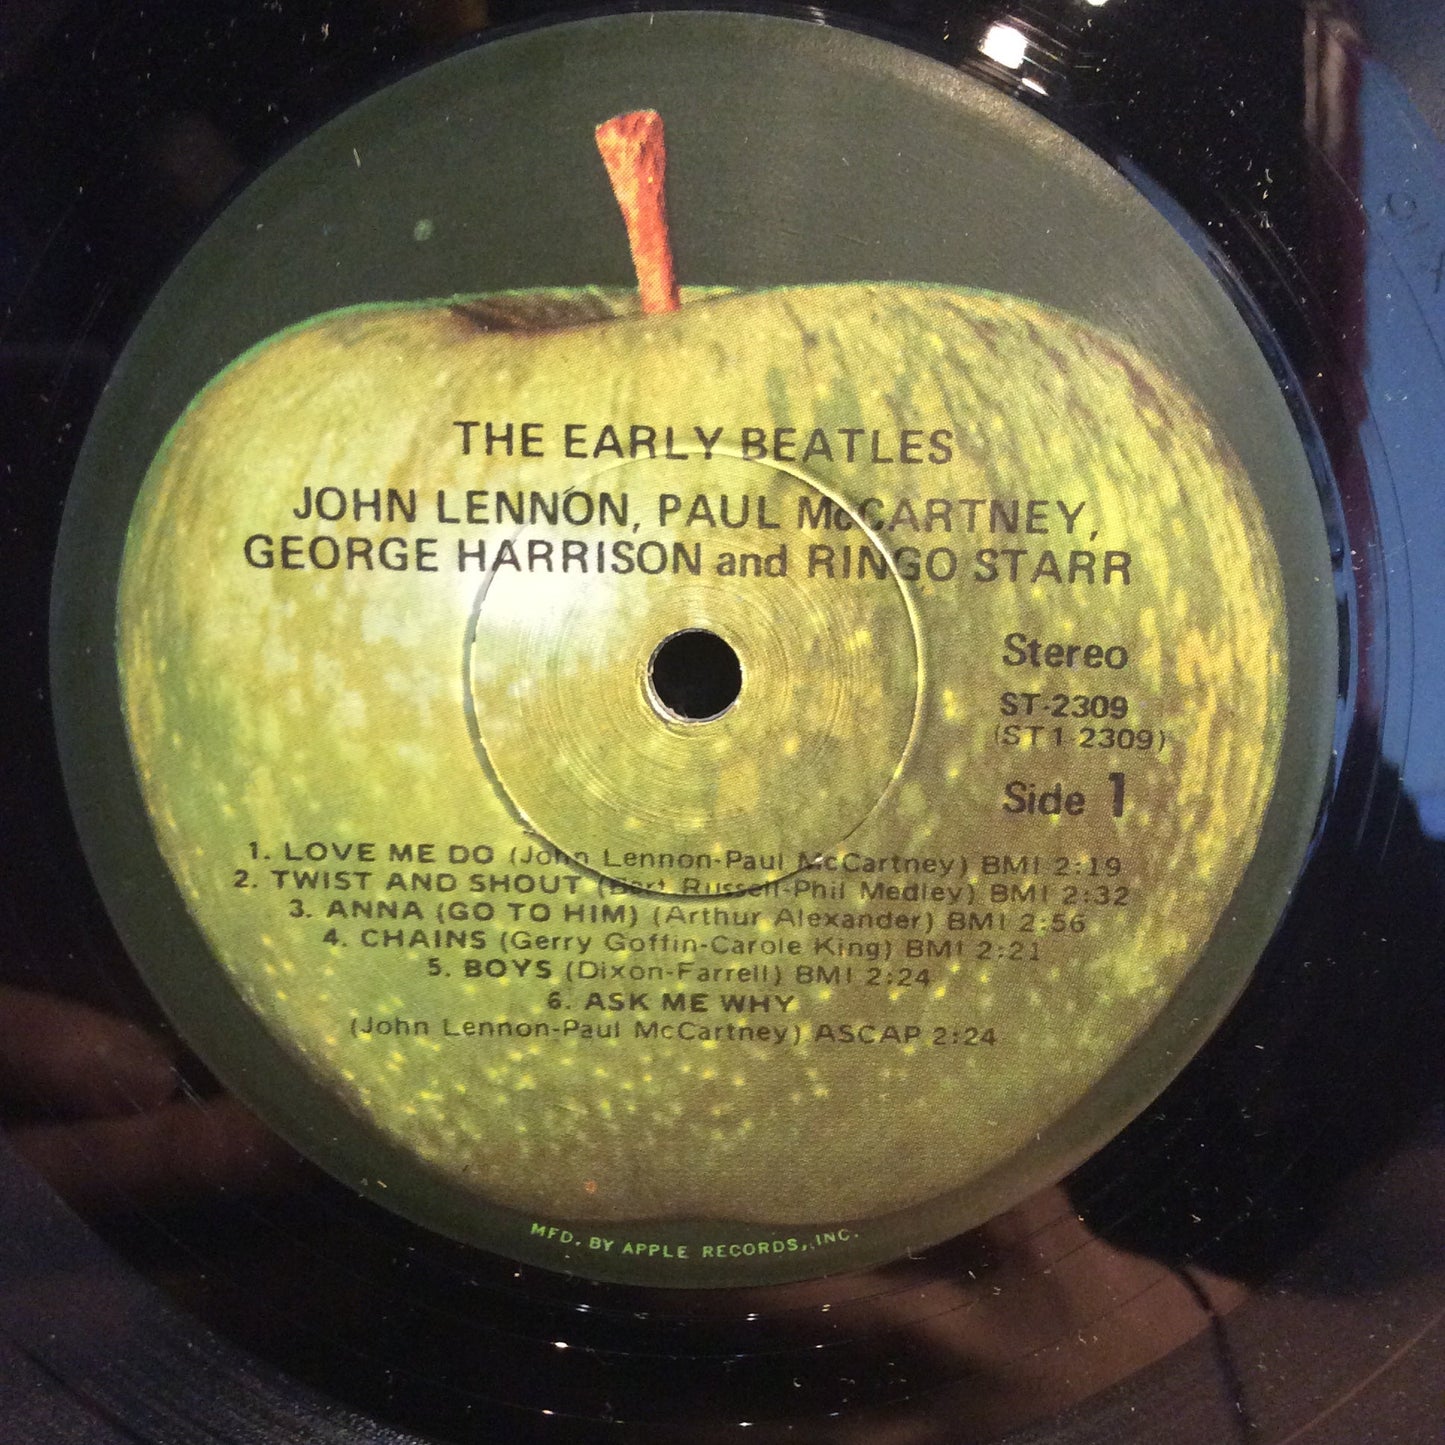 THE EARLY BEATLES
JOHN LENNON, PAUL McCARTNEY,
GEORGE HARRISON and RINGO STARR
Stereo
ST-2309
(ST1-2309)
Side 1
1. LOVE ME DO (John Lennon-Paul McCartney) BMI 2:19
2. TWIST AND SHOUT (Bert Russell-Phil Medley) BMI 2:32
3. ANNA (GO TO HIM) (Arthur Alexander) BMI 2:56
4. CHAINS (Gerry Goffin-Carole King) BMI 2:21
5. BOYS (Dixon-Farrell) BMI 2:24
6. ASK ME WHY
(John Lennon-Paul McCartney) ASCAP 2:24
MFD. BY APPLE RECORDS, INC.